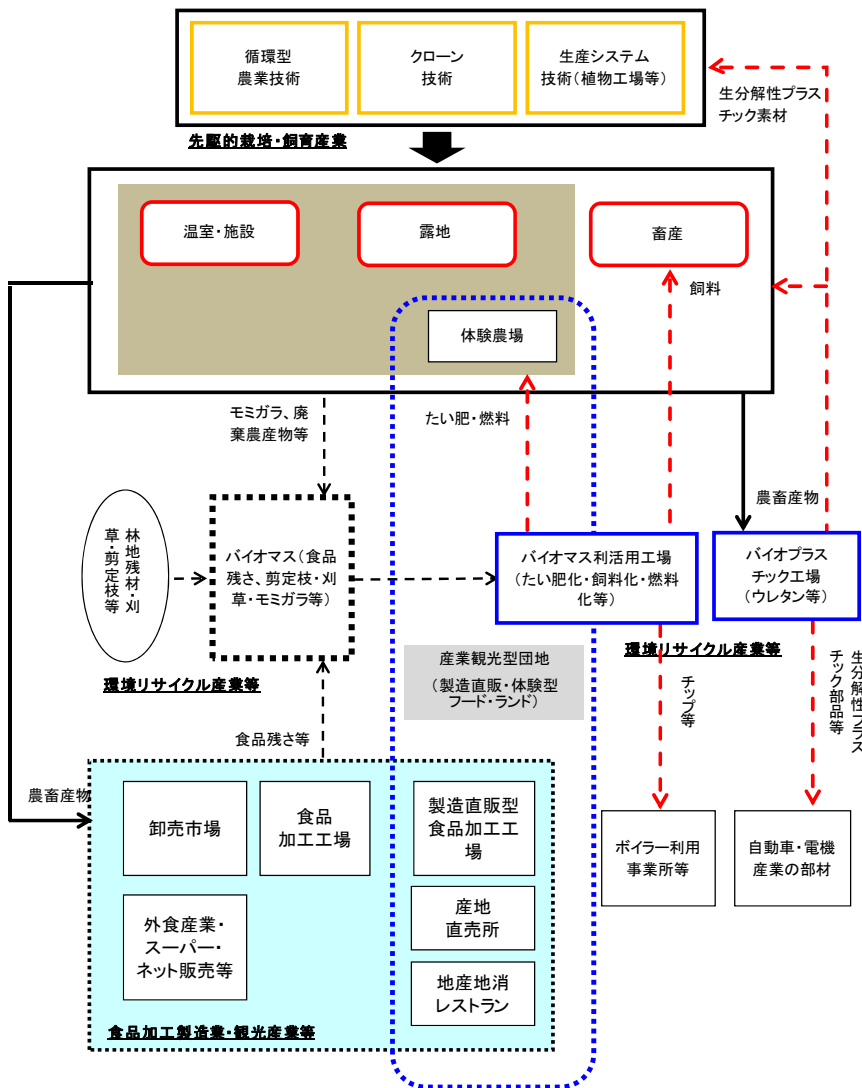 循環型
農業技術
クローン
技術
生産システム
技術(植物工場等)
生分解性プラス
チック素材
先駆的栽培・飼育産業
温室・施設
露地
畜産
飼料
体験農場
モミガラ、廃
棄農産物等
たい肥・燃料
農畜産物
林地残材・刈
草・剪定枝等
バイオマス(食品
残さ、剪定枝・刈
草・モミガラ等)
バイオマス利活用工場
(たい肥化・飼料化・燃料
化等)
バイオプラス
チック工場
(ウレタン等)
環境リサイクル産業等
産業観光型団地
(製造直販・体験型
フード・ランド)
環境リサイクル産業等
チップ等
生分解性プラス
チック部品等
食品残さ等
農畜産物
卸売市場
食品
加工工場
製造直販型
食品加工工
場
ボイラー利用
事業所等
自動車・電機
産業の部材
外食産業・
スーパー・
ネット販売等
産地
直売所
地産地消
レストラン
食品加工製造業・観光産業等